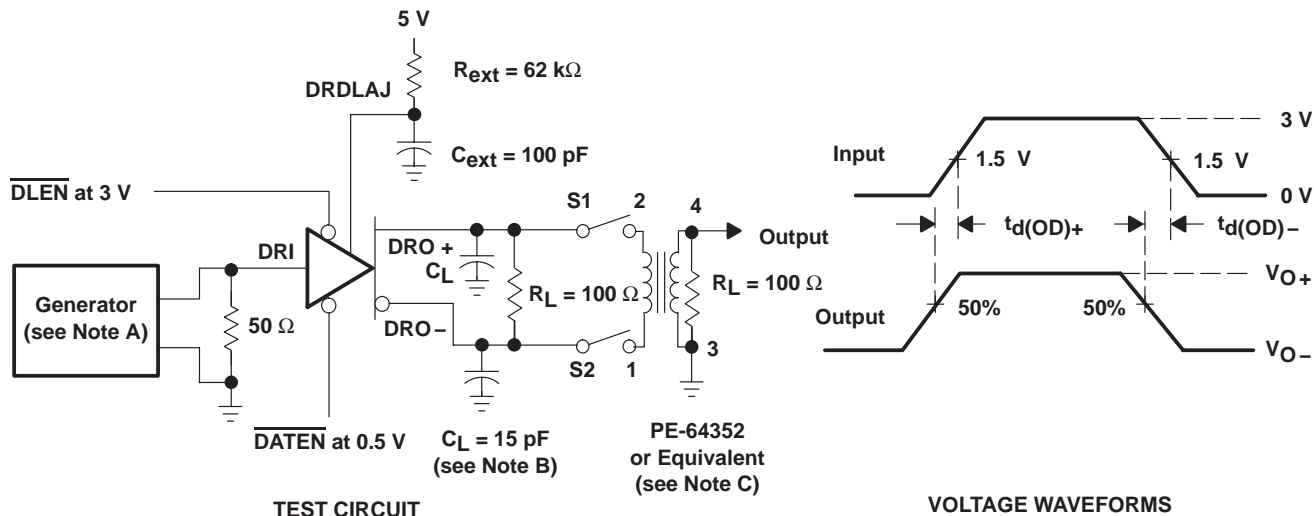 5 V
Rext = 62 kΩ
DRDLAJ
Cext = 100 pF
DLEN at 3 V
S1
2
4
DRI
DRO +
CL
Output
Generator
(see Note A)
50 Ω
RL = 100 Ω
RL = 100 Ω
DRO –
S2
1
3
DATEN at 0.5 V
CL = 15 pF
(see Note B)
PE-64352
or Equivalent
(see Note C)
TEST CIRCUIT
3 V
Input
1.5 V
1.5 V
0 V
td(OD)+
td(OD)–
VO+
Output
50%
50%
VO–
VOLTAGE WAVEFORMS